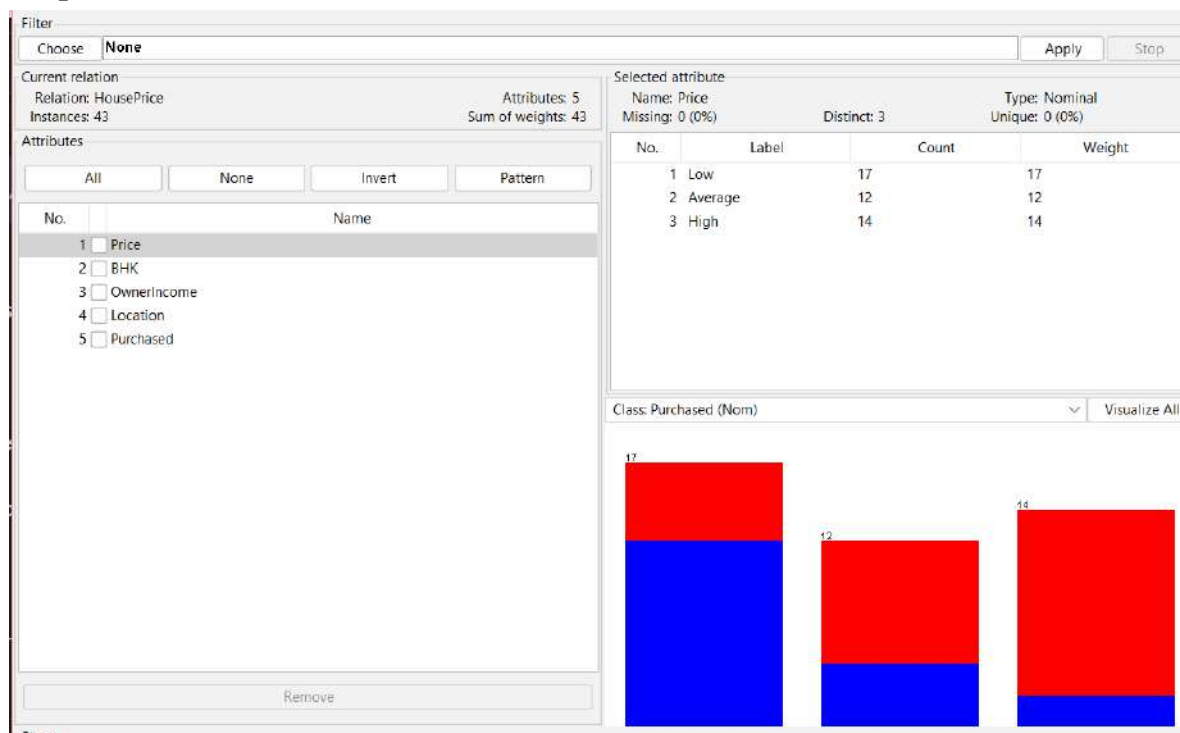 Filter
Choose None Apply Stop
Current relation
Relation: HousePrice Attributes: 5
Instances: 43 Sum of weights: 43
Selected attribute
Name: Price Type: Nominal
Missing: 0 (0%) Distinct: 3 Unique: 0 (0%)
Attributes
All None Invert Pattern
No. Name
1 Price
2 BHK
3 OwnerIncome
4 Location
5 Purchased
Remove
No. Label Count Weight
1 Low 17 17
2 Average 12 12
3 High 14 14
Class: Purchased (Nom) Visualize All
17
12
14